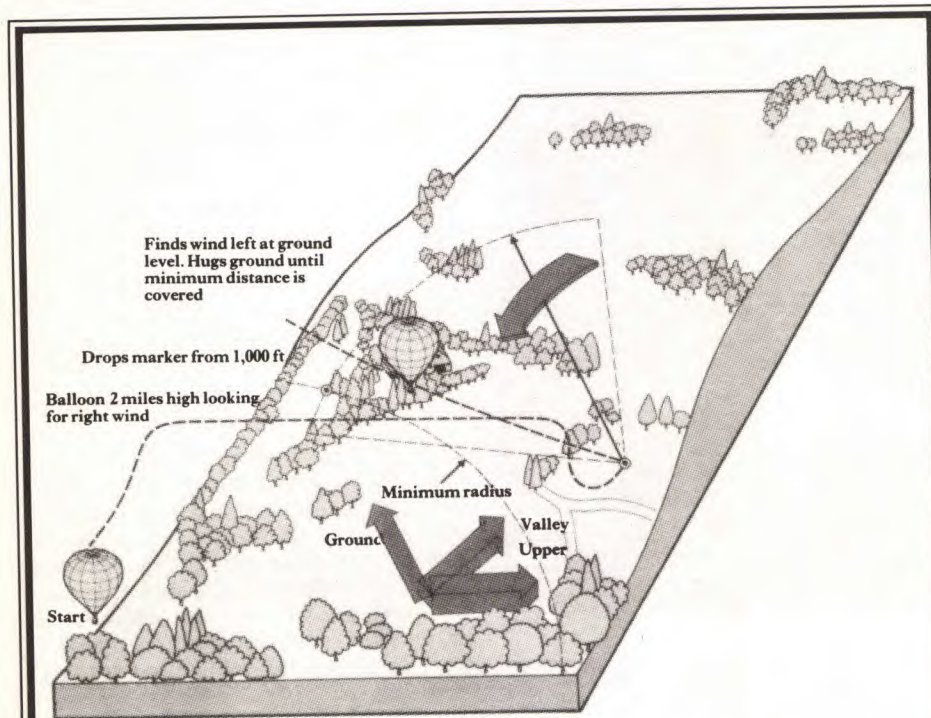 Finds wind left at ground
level. Hugs ground until
minimum distance is
covered
Drops marker from 1,000 ft
Balloon 2 miles high looking
for right wind
Minimum radius
Ground
Valley
Upper
Start